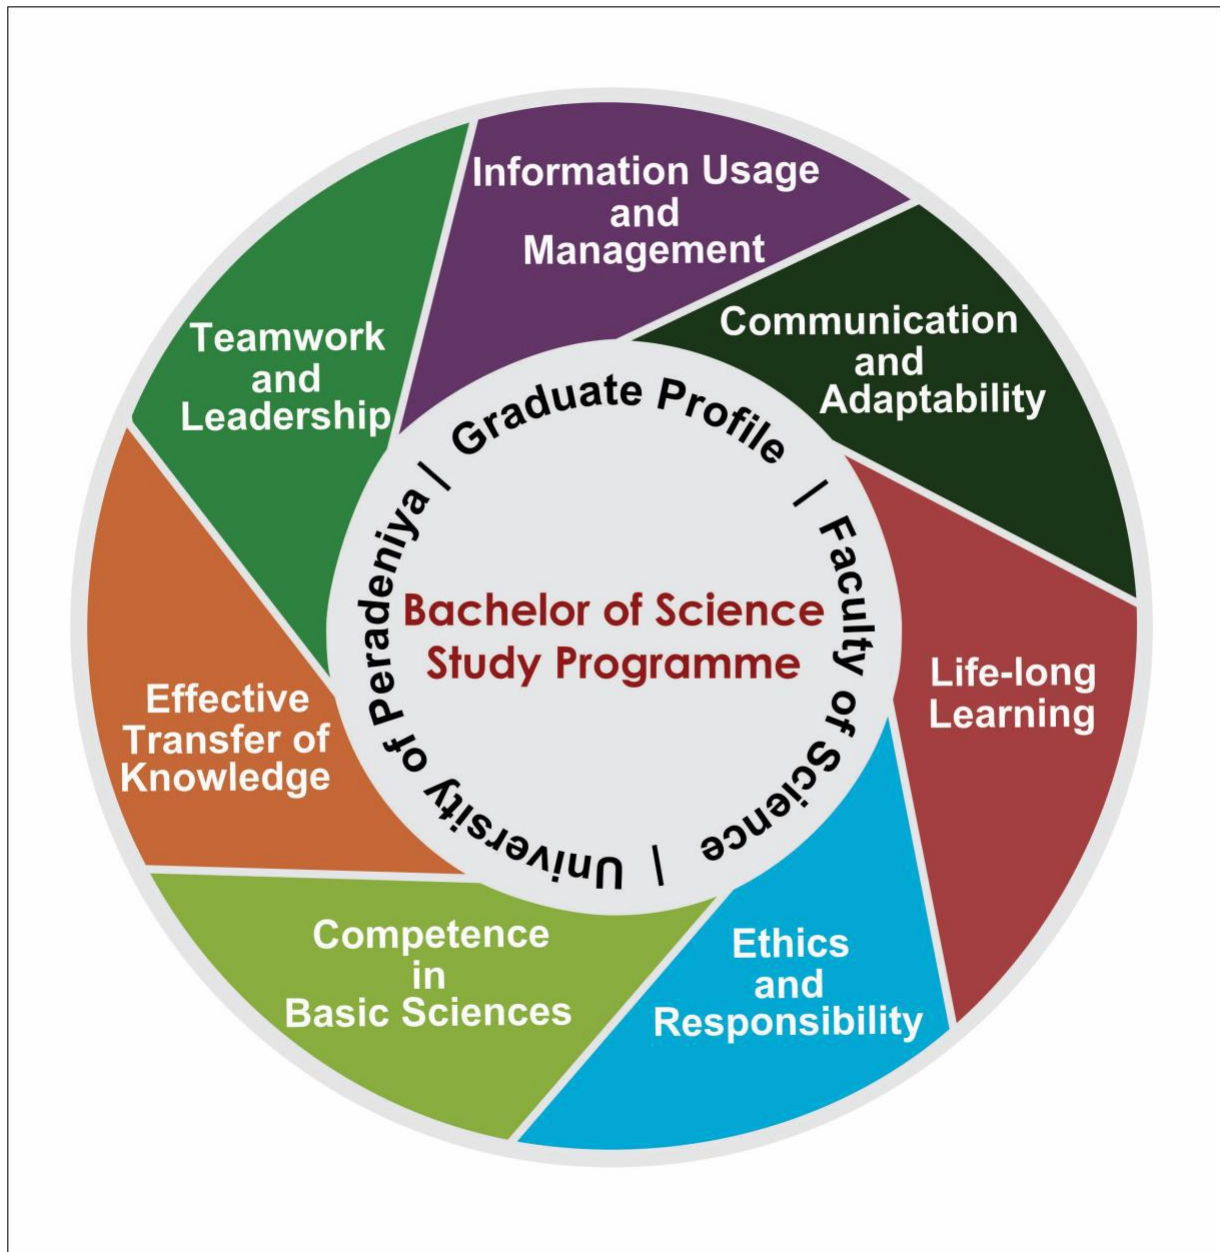 Information Usage
and
Management
Communication
and
Adaptability
Life-long
Learning
Ethics
and
Responsibility
Competence
in
Basic Sciences
Effective
Transfer of
Knowledge
Teamwork
and
Leadership
Graduate Profile | Faculty of Science | University of Peradeniya |
Bachelor of Science
Study Programme